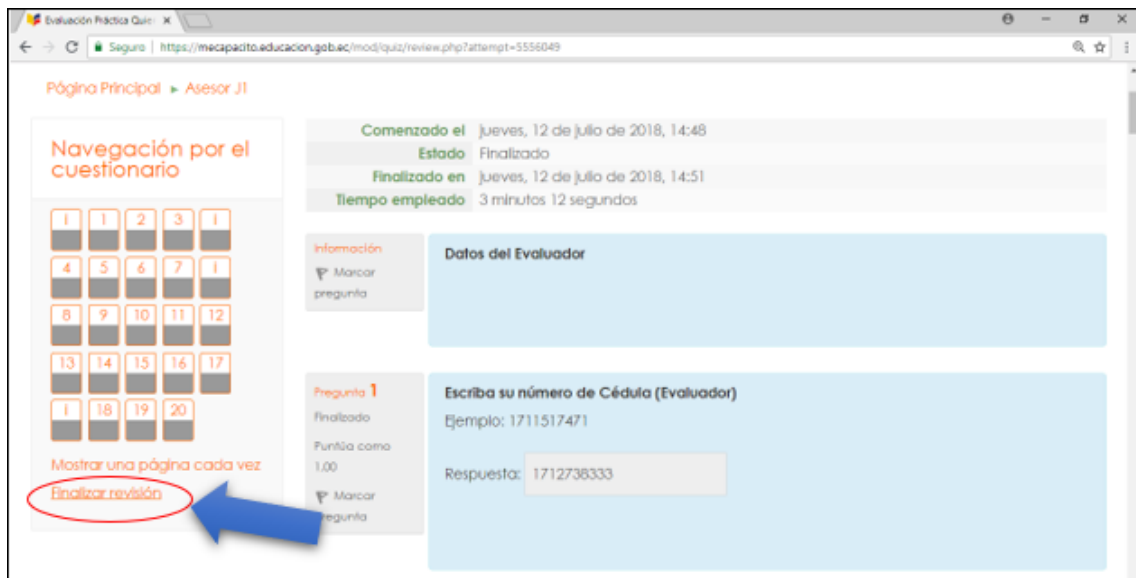 Evaluación Práctica Quie
Seguro | https://mecapacito.educacion.gob.ec/mod/quiz/review.php?attempt=5556049
Página Principal ► Asesor J1
Navegación por el
cuestionario
i 1 2 3 i
4 5 6 7 i
8 9 10 11 12
13 14 15 16 17
i 18 19 20
Mostrar una página cada vez
Finalizar revisión
Comenzado el jueves, 12 de julio de 2018, 14:48
Estado Finalizado
Finalizado en jueves, 12 de julio de 2018, 14:51
Tiempo empleado 3 minutos 12 segundos
Información
Marcar
pregunta
Datos del Evaluador
Pregunta 1
Finalizado
Puntúa como
1,00
Marcar
pregunta
Escriba su número de Cédula (Evaluador)
Ejemplo: 1711517471
Respuesta: 1712738333